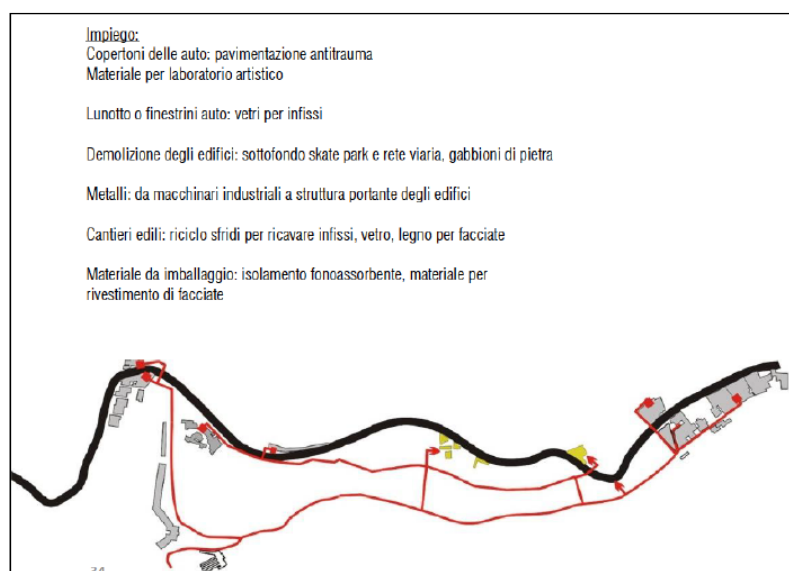 Impiego:
Copertoni delle auto: pavimentazione antitrauma
Materiale per laboratorio artistico
Lunotto o finestrini auto: vetri per infissi
Demolizione degli edifici: sottofondo skate park e rete viaria, gabbioni di pietra
Metalli: da macchinari industriali a struttura portante degli edifici
Cantieri edili: riciclo sfridi per ricavare infissi, vetro, legno per facciate
Materiale da imballaggio: isolamento fonoassorbente, materiale per
rivestimento di facciate